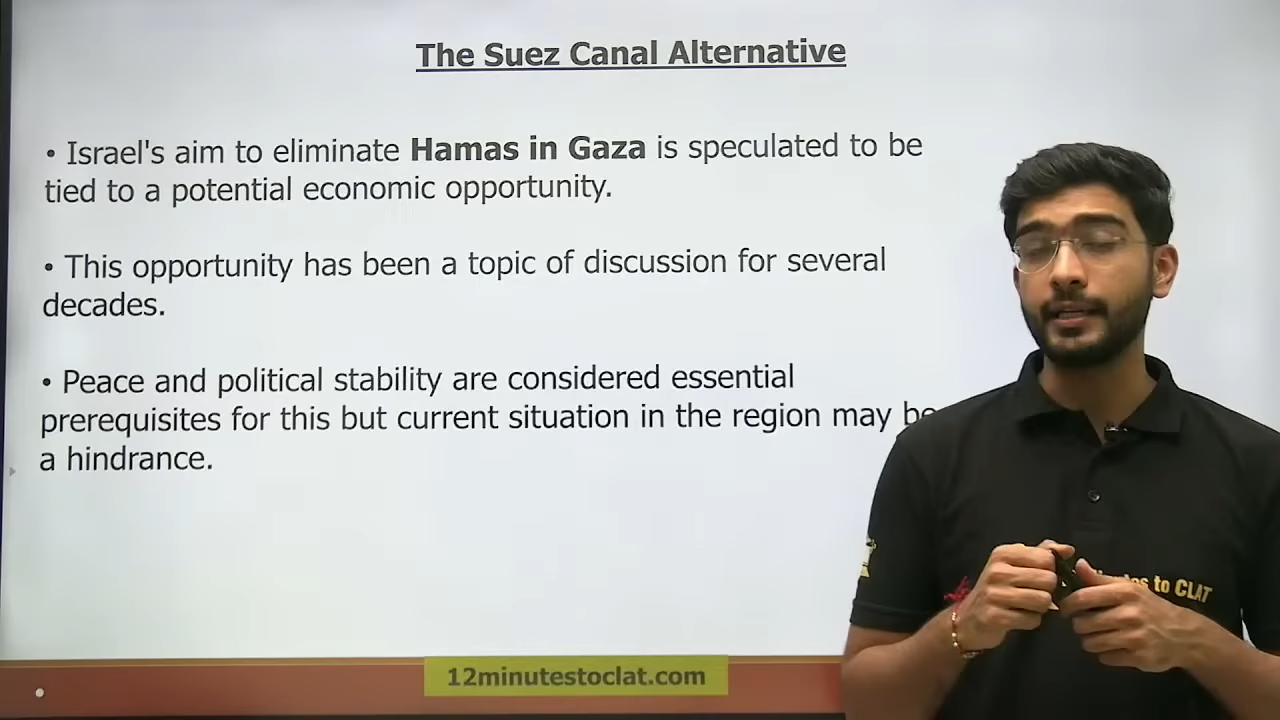 The Suez Canal Alternative
• Israel's aim to eliminate Hamas in Gaza is speculated to be
tied to a potential economic opportunity.
• This opportunity has been a topic of discussion for several
decades.
• Peace and political stability are considered essential
prerequisites for this but current situation in the region may be
a hindrance.
to CLAT
12minutestoclat.com